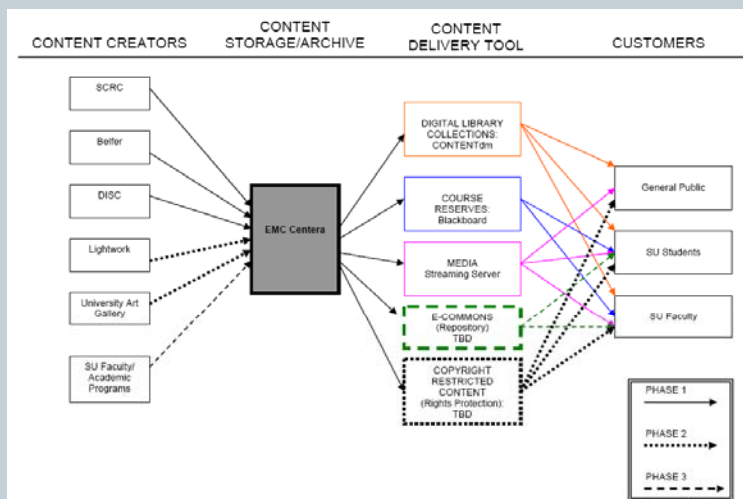 CONTENT CREATORS
CONTENT
STORAGE/ARCHIVE
CONTENT
DELIVERY TOOL
CUSTOMERS
SCRC
Belfer
DISC
Lightwork
University Art
Gallery
SU Faculty/
Academic
Programs
EMC Centera
DIGITAL LIBRARY
COLLECTIONS:
CONTENTdm
COURSE
RESERVES:
Blackboard
MEDIA
Streaming Server
E-COMMONS
(Repository)
TBD
COPYRIGHT
RESTRICTED
CONTENT
(Rights Protection):
TBD
General Public
SU Students
SU Faculty
PHASE 1
PHASE 2
PHASE 3